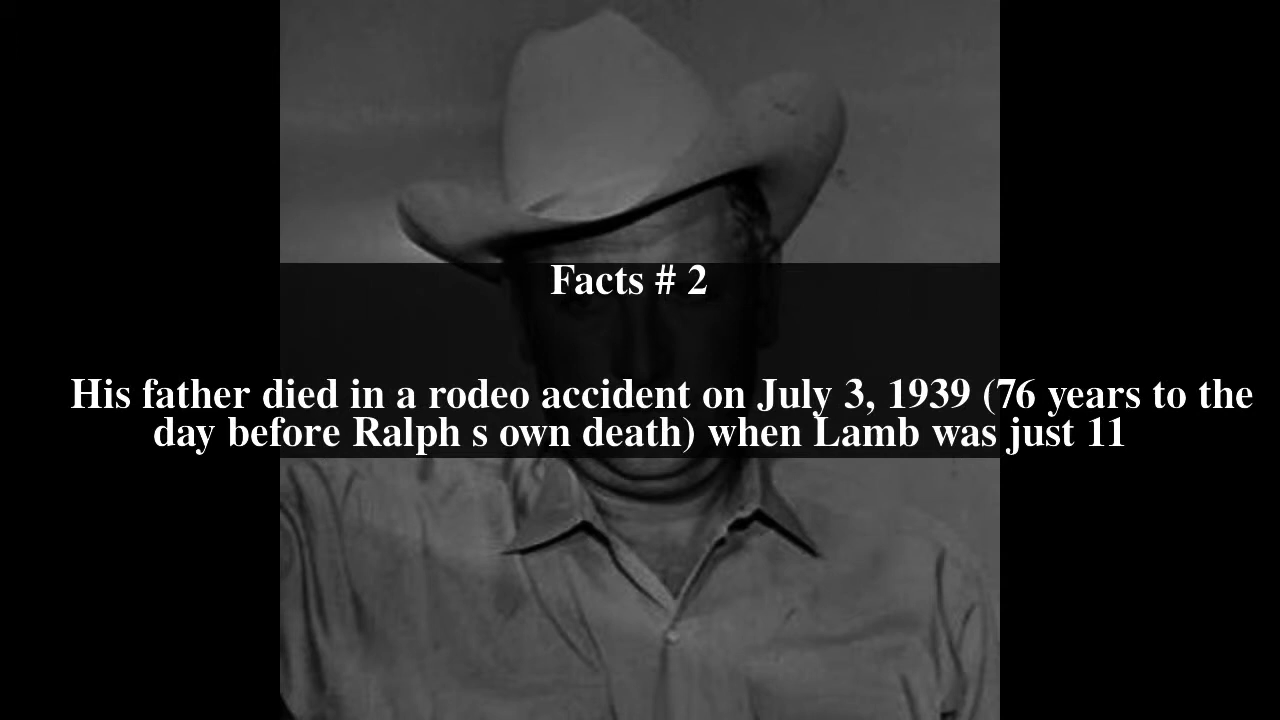 Facts # 2
His father died in a rodeo accident on July 3, 1939 (76 years to the
day before Ralph s own death) when Lamb was just 11